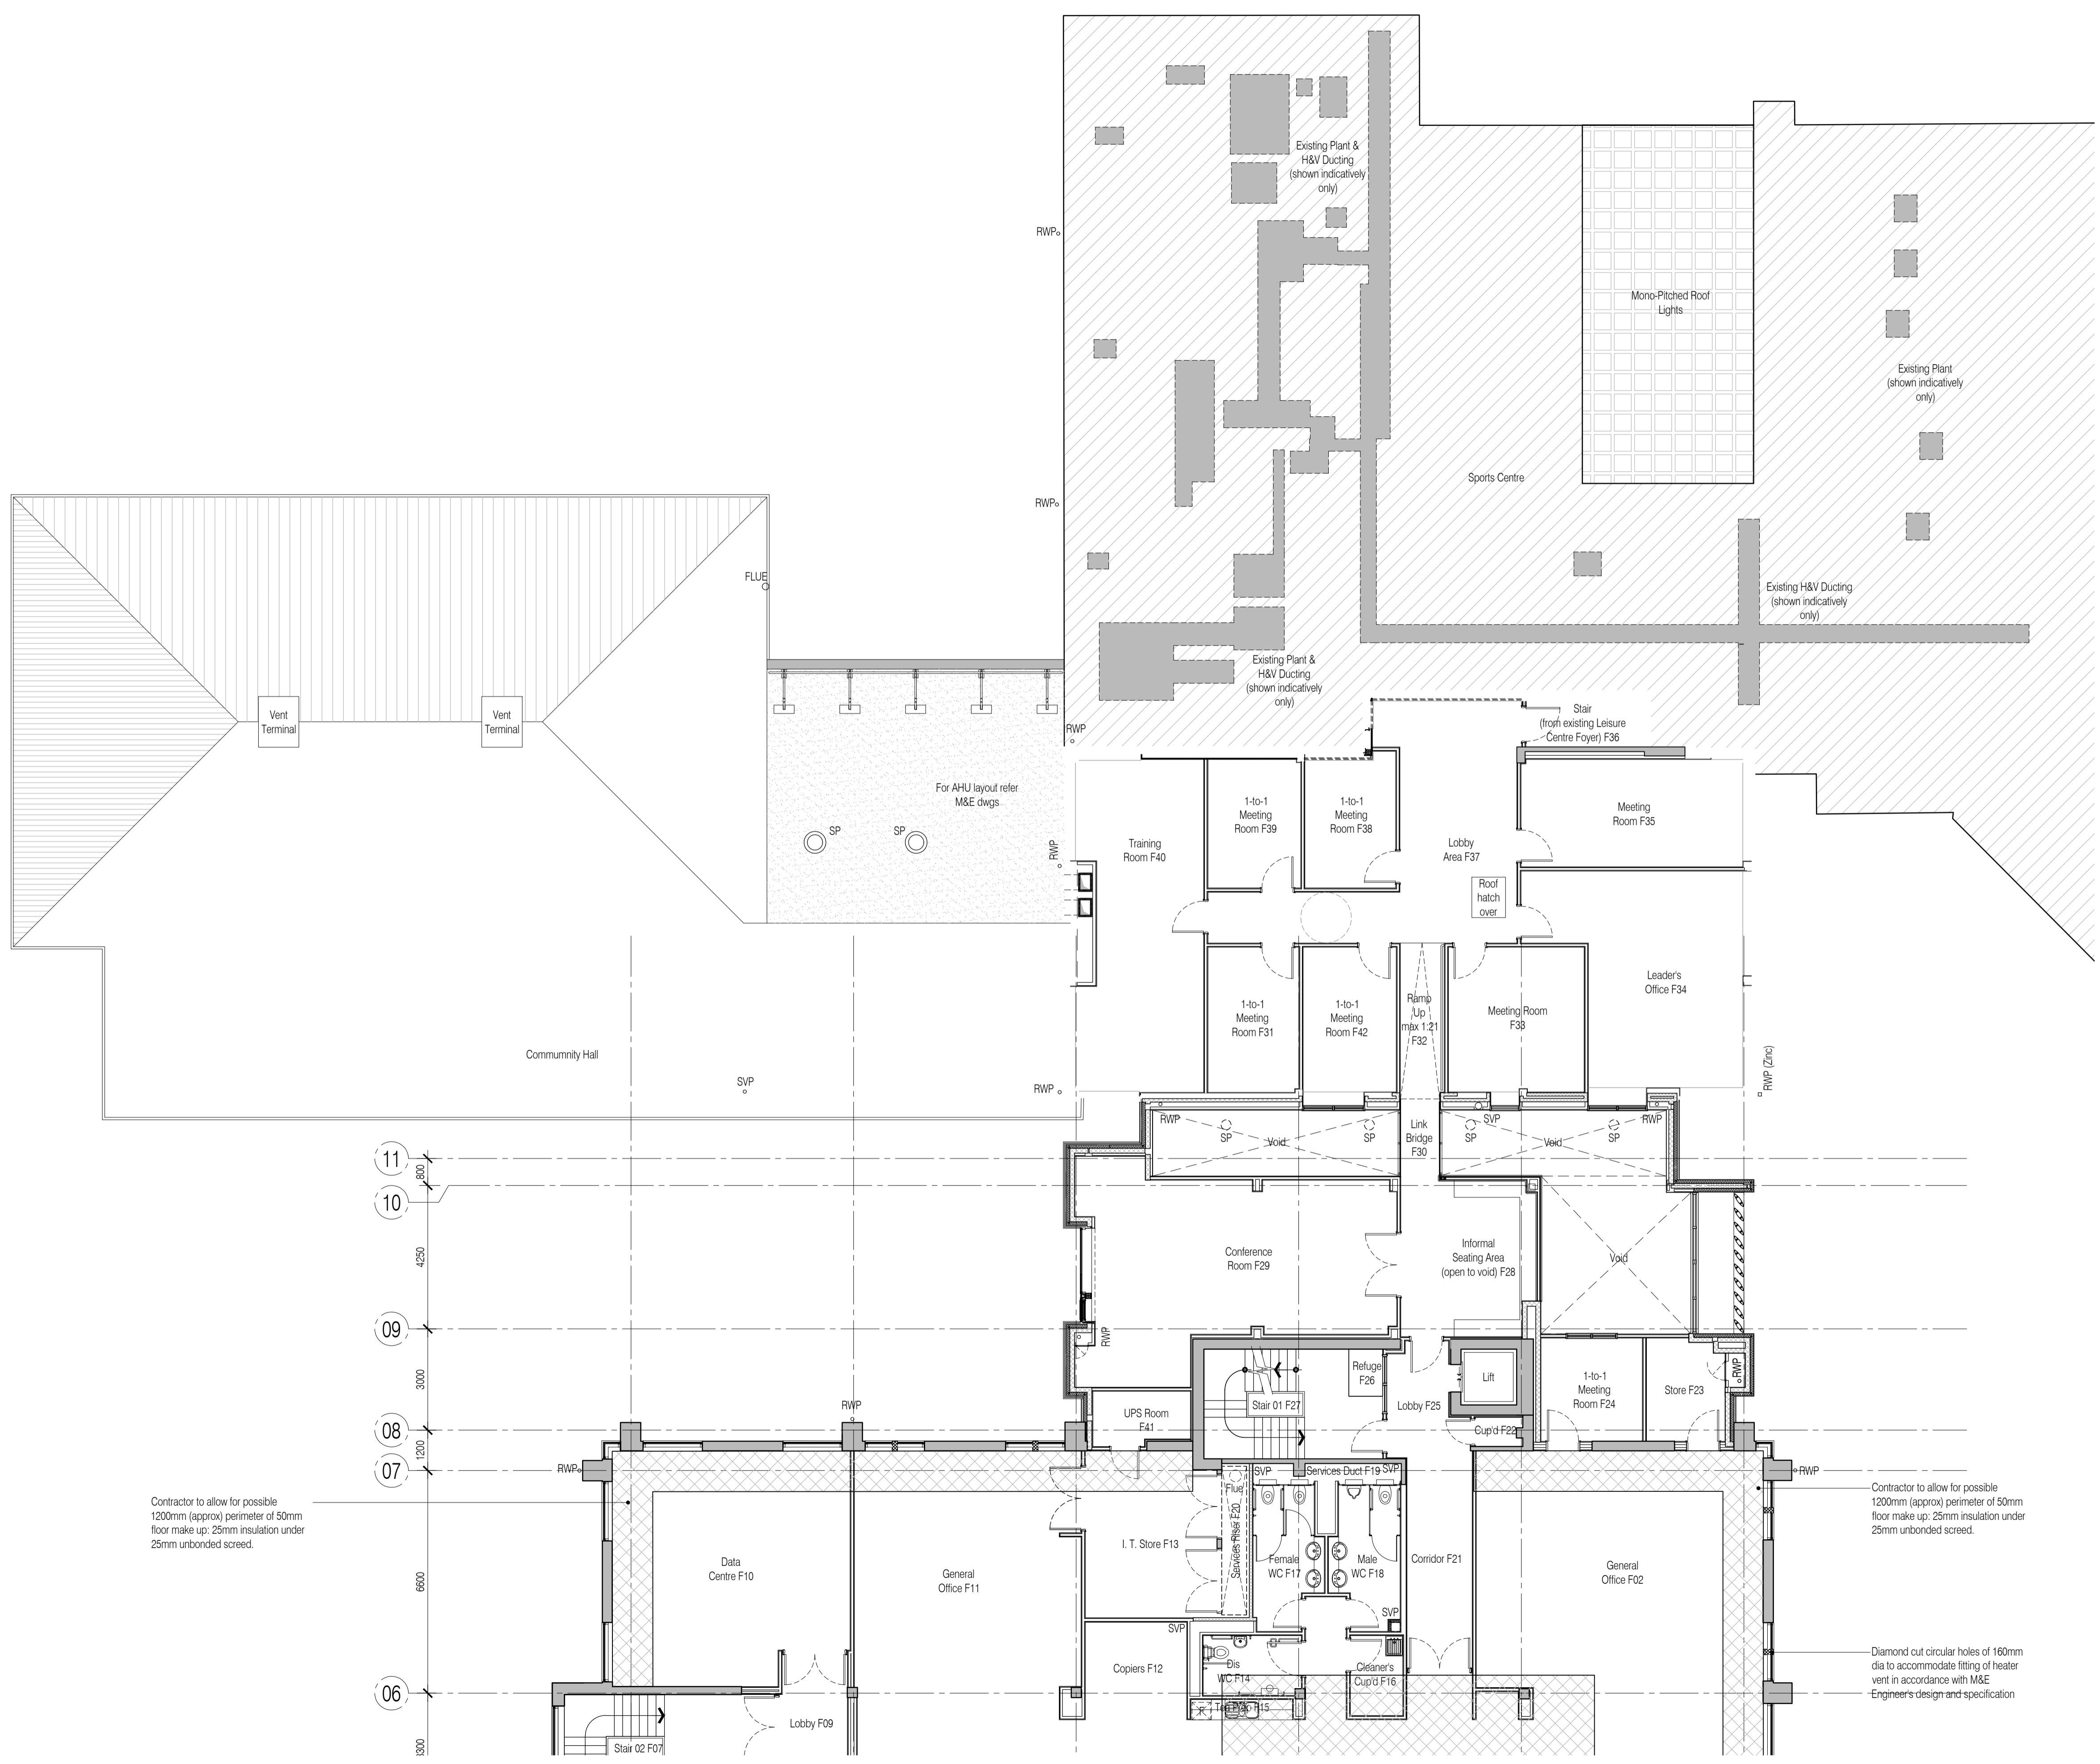 Existing Plant &
H&V Ducting
(shown indicatively
only)
RWP
Mono-Pitched Roof
Lights
Existing Plant
(shown indicatively
only)
Sports Centre
RWP
FLUE
Existing H&V Ducting
(shown indicatively
only)
Existing Plant &
H&V Ducting
(shown indicatively
only)
Vent
Terminal
Vent
Terminal
RWP
Stair
(from existing Leisure
Centre Foyer) F36
For AHU layout refer
M&E dwgs
SP
SP
RWP
Training
Room F40
1-to-1
Meeting
Room F39
1-to-1
Meeting
Room F38
Lobby
Area F37
Meeting
Room F35
Roof
hatch
over
Leader's
Office F34
1-to-1
Meeting
Room F31
1-to-1
Meeting
Room F42
Ramp
Up
max 1:21
F32
Meeting Room
F33
Commumnity Hall
SVP
RWP
RWP (Zinc)
RWP
SP
Void
SP
Link
Bridge
F30
SP
SVP
Void
SP
RWP
11
800
10
4250
Conference
Room F29
Informal
Seating Area
(open to void) F28
Void
09
RWP
3000
Refuge
F26
Lift
1-to-1
Meeting
Room F24
Store F23
RWP
Stair 01 F27
Lobby F25
UPS Room
F41
RWP
Cup'd F22
08
1200
07
RWP
SVP
Services Duct F19
SVP
RWP
Contractor to allow for possible
1200mm (approx) perimeter of 50mm
floor make up: 25mm insulation under
25mm unbonded screed.
Flue
Services Riser F20
Contractor to allow for possible
1200mm (approx) perimeter of 50mm
floor make up: 25mm insulation under
25mm unbonded screed.
6600
Data
Centre F10
General
Office F11
I. T. Store F13
Female
WC F17
Male
WC F18
Corridor F21
General
Office F02
SVP
SVP
Copiers F12
Dis
WC F14
Cleaner's
Cup'd F16
Diamond cut circular holes of 160mm
dia to accommodate fitting of heater
vent in accordance with M&E
Engineer's design and specification
06
F
Tea Prep F15
Lobby F09
Stair 02 F07
3300